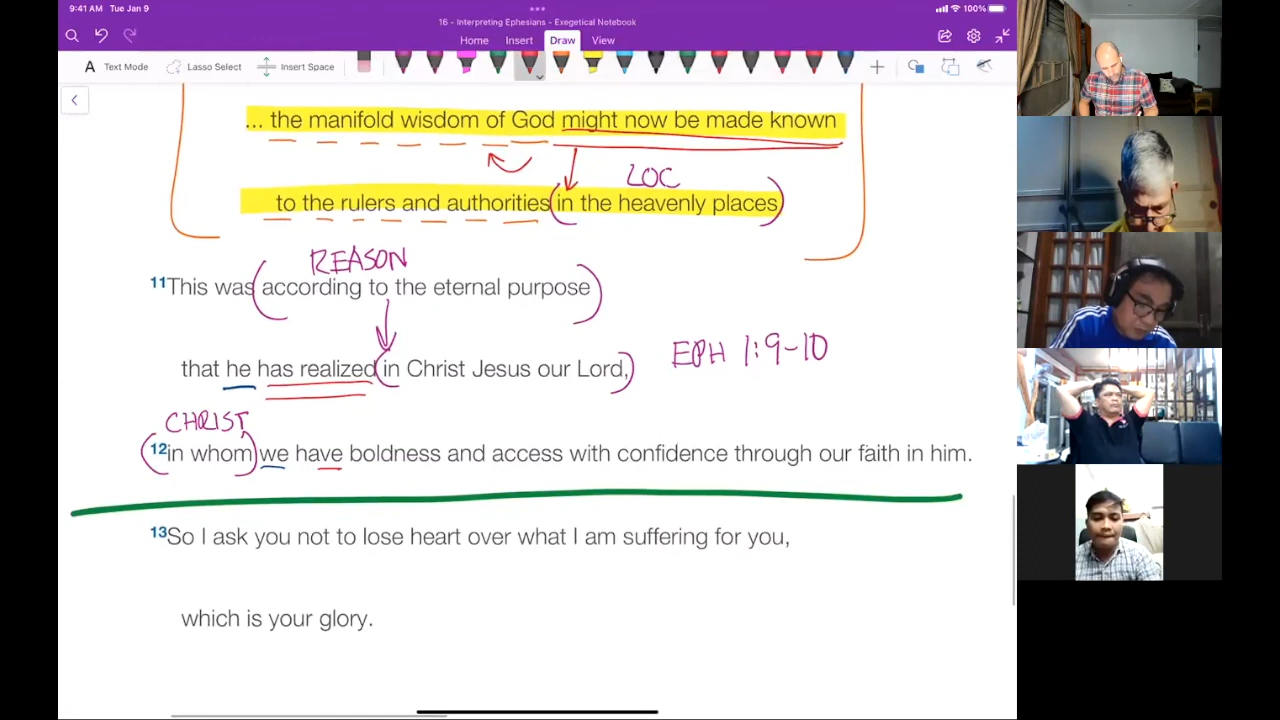 9:41 AM Tue Jan 9
100%
16 - Interpreting Ephesians - Exegetical Notebook
Home Insert Draw View
A Text Mode Lasso Select Insert Space
... the manifold wisdom of God might now be made known
LOC
to the rulers and authorities in the heavenly places
REASON
11This was according to the eternal purpose
EPH 1:9-10
that he has realized in Christ Jesus our Lord,
CHRIST
12in whom we have boldness and access with confidence through our faith in him.
13So I ask you not to lose heart over what I am suffering for you,
which is your glory.